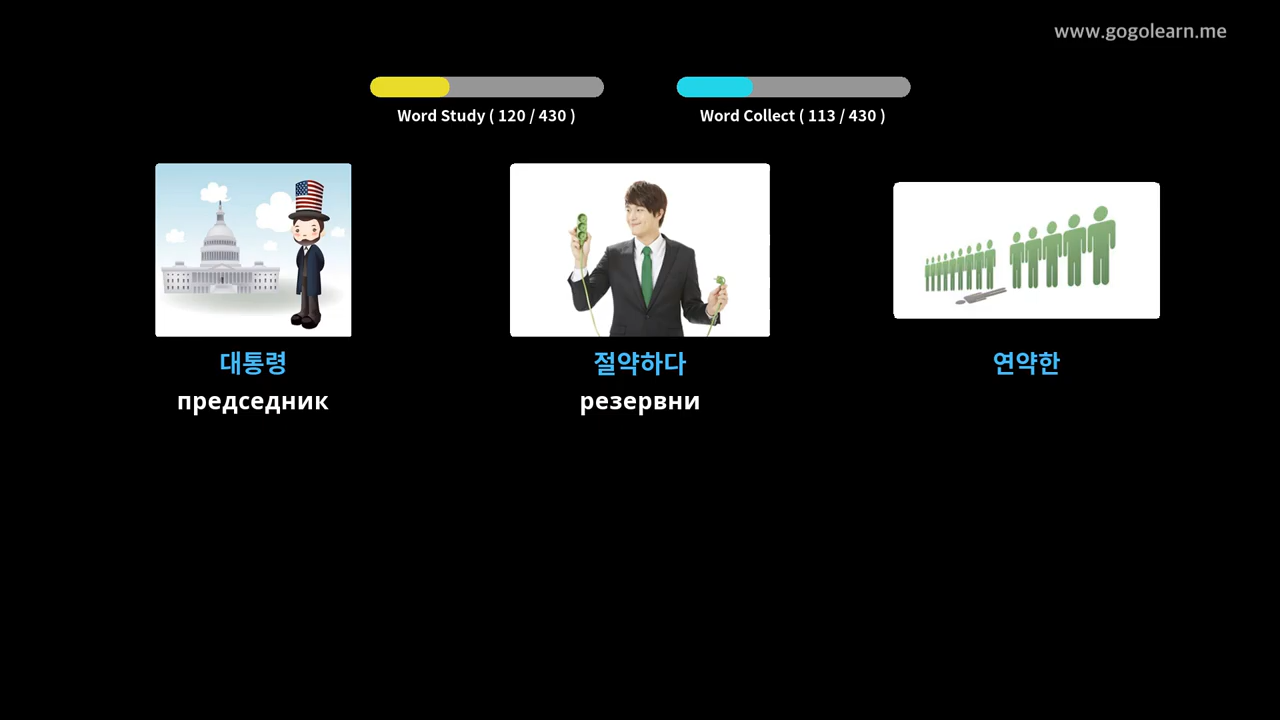 www.gogolearn.me
Word Study ( 120 / 430 )
Word Collect ( 113 / 430 )
대통령
절약하다
연약한
председник
резервни